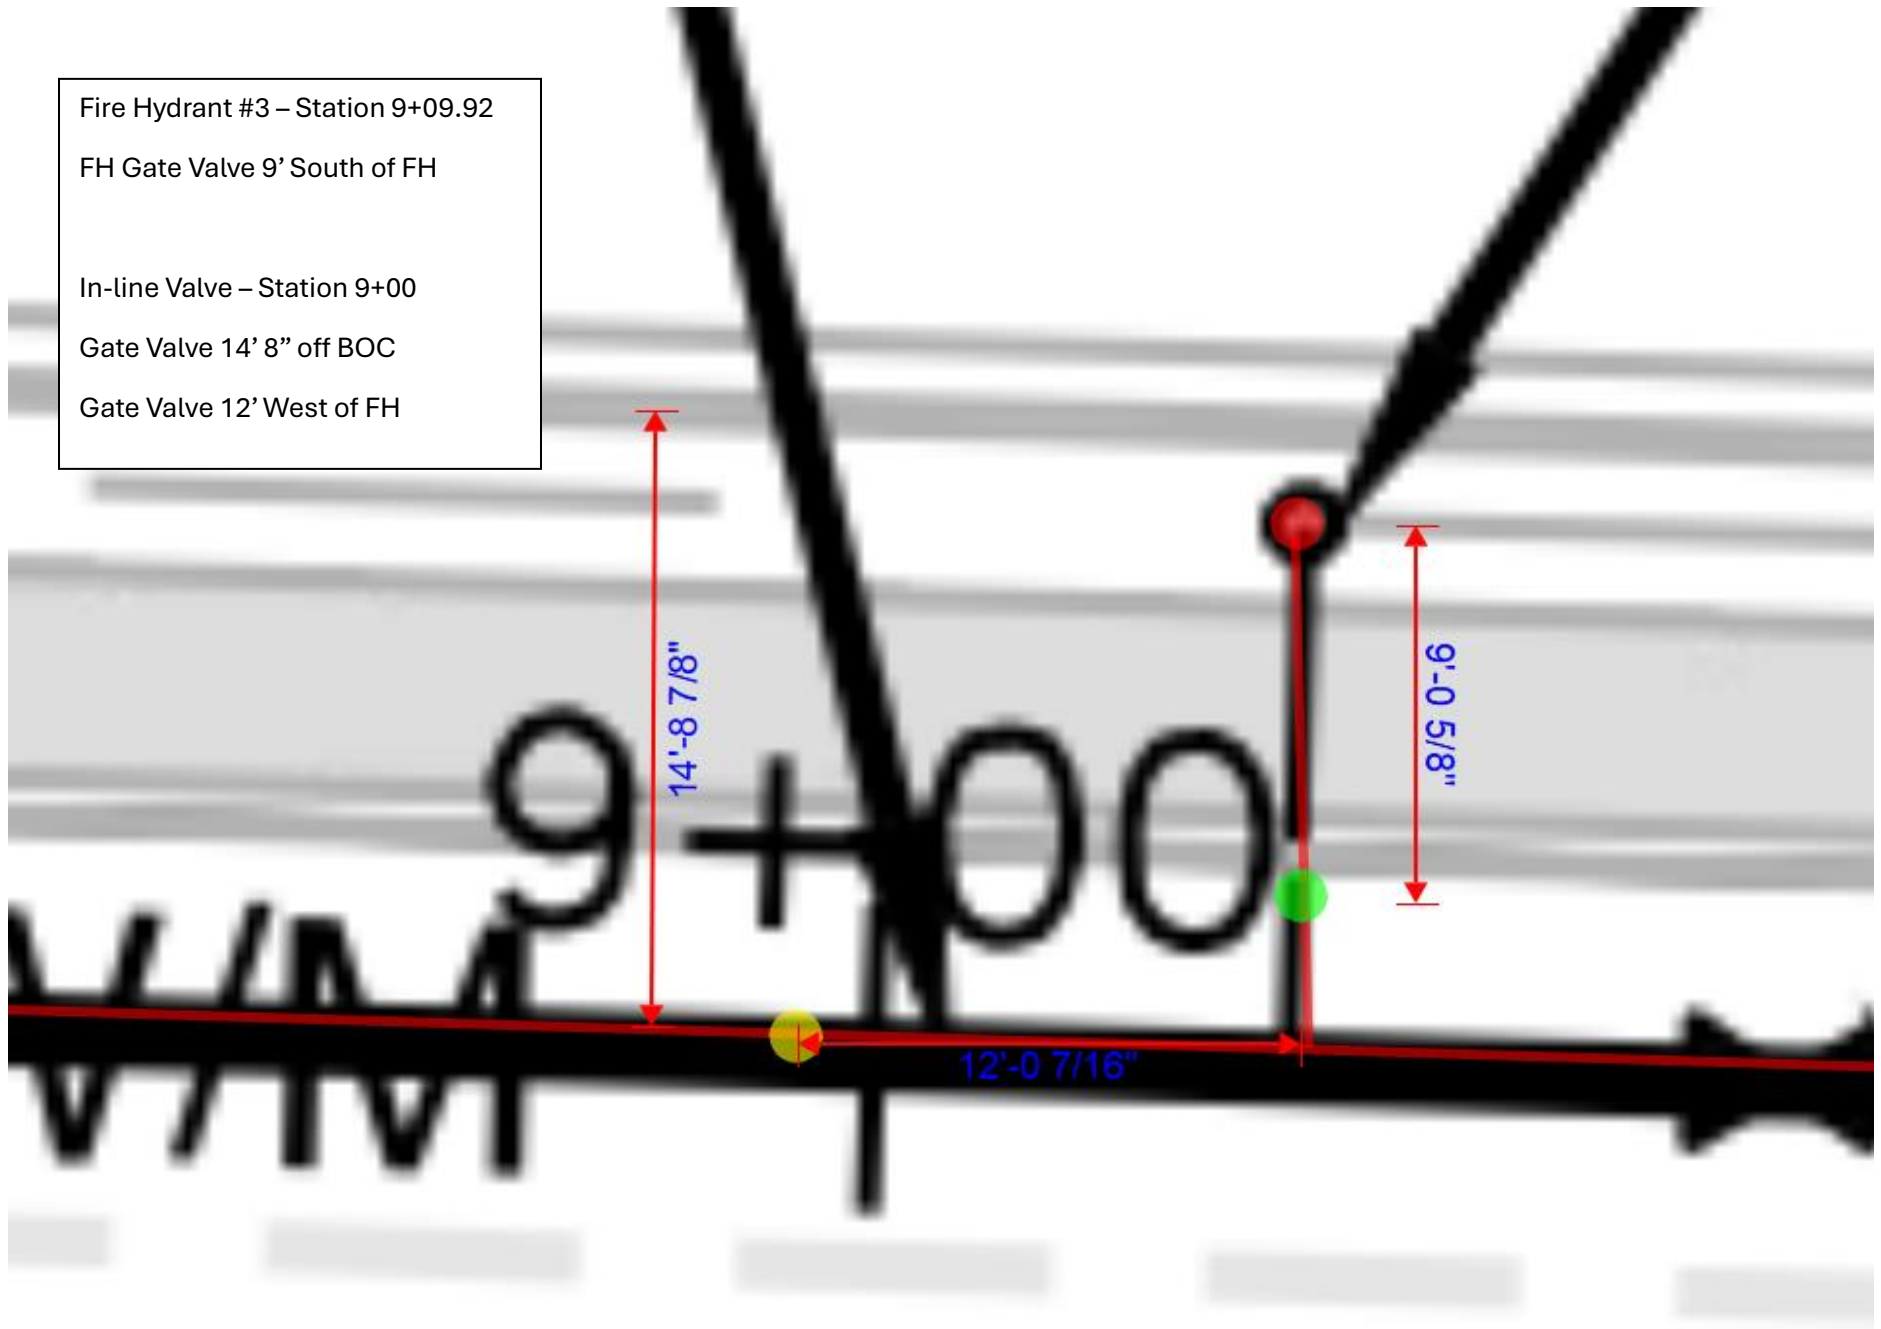 Fire Hydrant #3 – Station 9+09.92
FH Gate Valve 9’ South of FH
In-line Valve – Station 9+00
Gate Valve 14’ 8” off BOC
Gate Valve 12’ West of FH
14'-8 7/8"
9'-0 5/8"
9+00
12'-0 7/16"